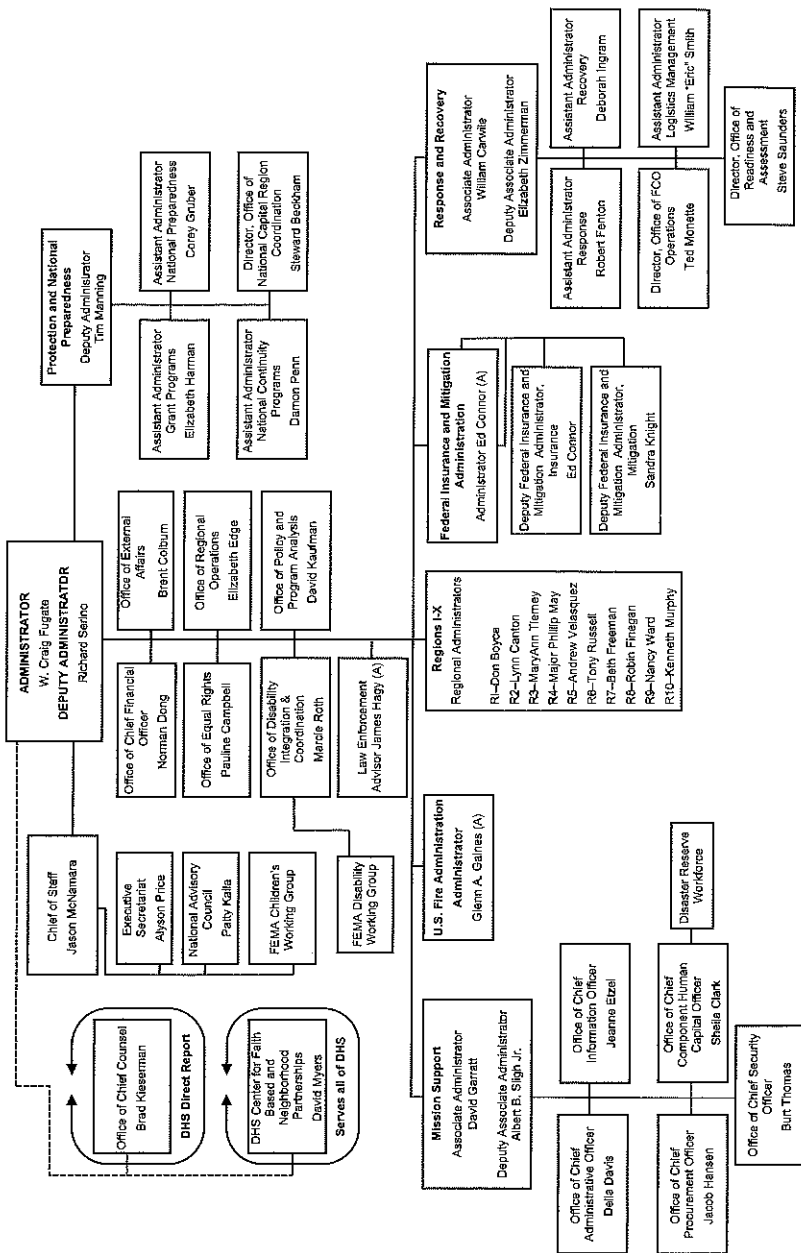 ADMINISTRATOR
W. Craig Fugate
DEPUTY ADMINISTRATOR
Richard Serino
Chief of Staff
Jason McNamara
Executive
Secretariat
Alyson Price
National Advisory
Council
Patty Kalla
FEMA Children's
Working Group
FEMA Disability
Working Group
Office of Chief Counsel
Brad Kieserman
DHS Direct Report
DHS Center for Faith
Based and
Neighborhood
Partnerships
David Myers
Serves all of DHS
Office of Chief Financial
Officer
Norman Dong
Office of External
Affairs
Brent Colburn
Office of Equal Rights
Pauline Campbell
Office of Regional
Operations
Elizabeth Edge
Office of Disability
Integration &
Coordination
Marcie Roth
Office of Policy and
Program Analysis
David Kaufman
Law Enforcement
Advisor James Hagy (A)
Protection and National
Preparedness
Deputy Administrator
Tim Manning
Assistant Administrator
Grant Programs
Elizabeth Harman
Assistant Administrator
National Preparedness
Corey Gruber
Assistant Administrator
National Continuity
Programs
Damon Penn
Director, Office of
National Capital Region
Coordination
Steward Beckham
Mission Support
Associate Administrator
David Garratt
Deputy Associate Administrator
Albert B. Sligh Jr.
Office of Chief
Administrative Officer
Della Davis
Office of Chief
Information Officer
Jeanne Etzel
Office of Chief
Procurement Officer
Jacob Hansen
Office of Chief
Component Human
Capital Officer
Sheila Clark
Disaster Reserve
Workforce
Office of Chief Security
Officer
Burt Thomas
U.S. Fire Administration
Administrator
Glenn A. Gaines (A)
Regions I-X
Regional Administrators
RI–Don Boyce
R2–Lynn Canton
R3–MaryAnn Tierney
R4–Major Phillip May
R5–Andrew Velasquez
R6–Tony Russell
R7–Beth Freeman
R8–Robin Finegan
R9–Nancy Ward
R10–Kenneth Murphy
Federal Insurance and Mitigation
Administration
Administrator Ed Connor (A)
Deputy Federal Insurance and
Mitigation Administrator,
Insurance
Ed Connor
Deputy Federal Insurance and
Mitigation Administrator,
Mitigation
Sandra Knight
Response and Recovery
Associate Administrator
William Carwile
Deputy Associate Administrator
Elizabeth Zimmerman
Assistant Administrator
Response
Robert Fenton
Assistant Administrator
Recovery
Deborah Ingram
Director, Office of FCO
Operations
Ted Monette
Assistant Administrator
Logistics Management
William "Eric" Smith
Director, Office of
Readiness and
Assessment
Steve Saunders